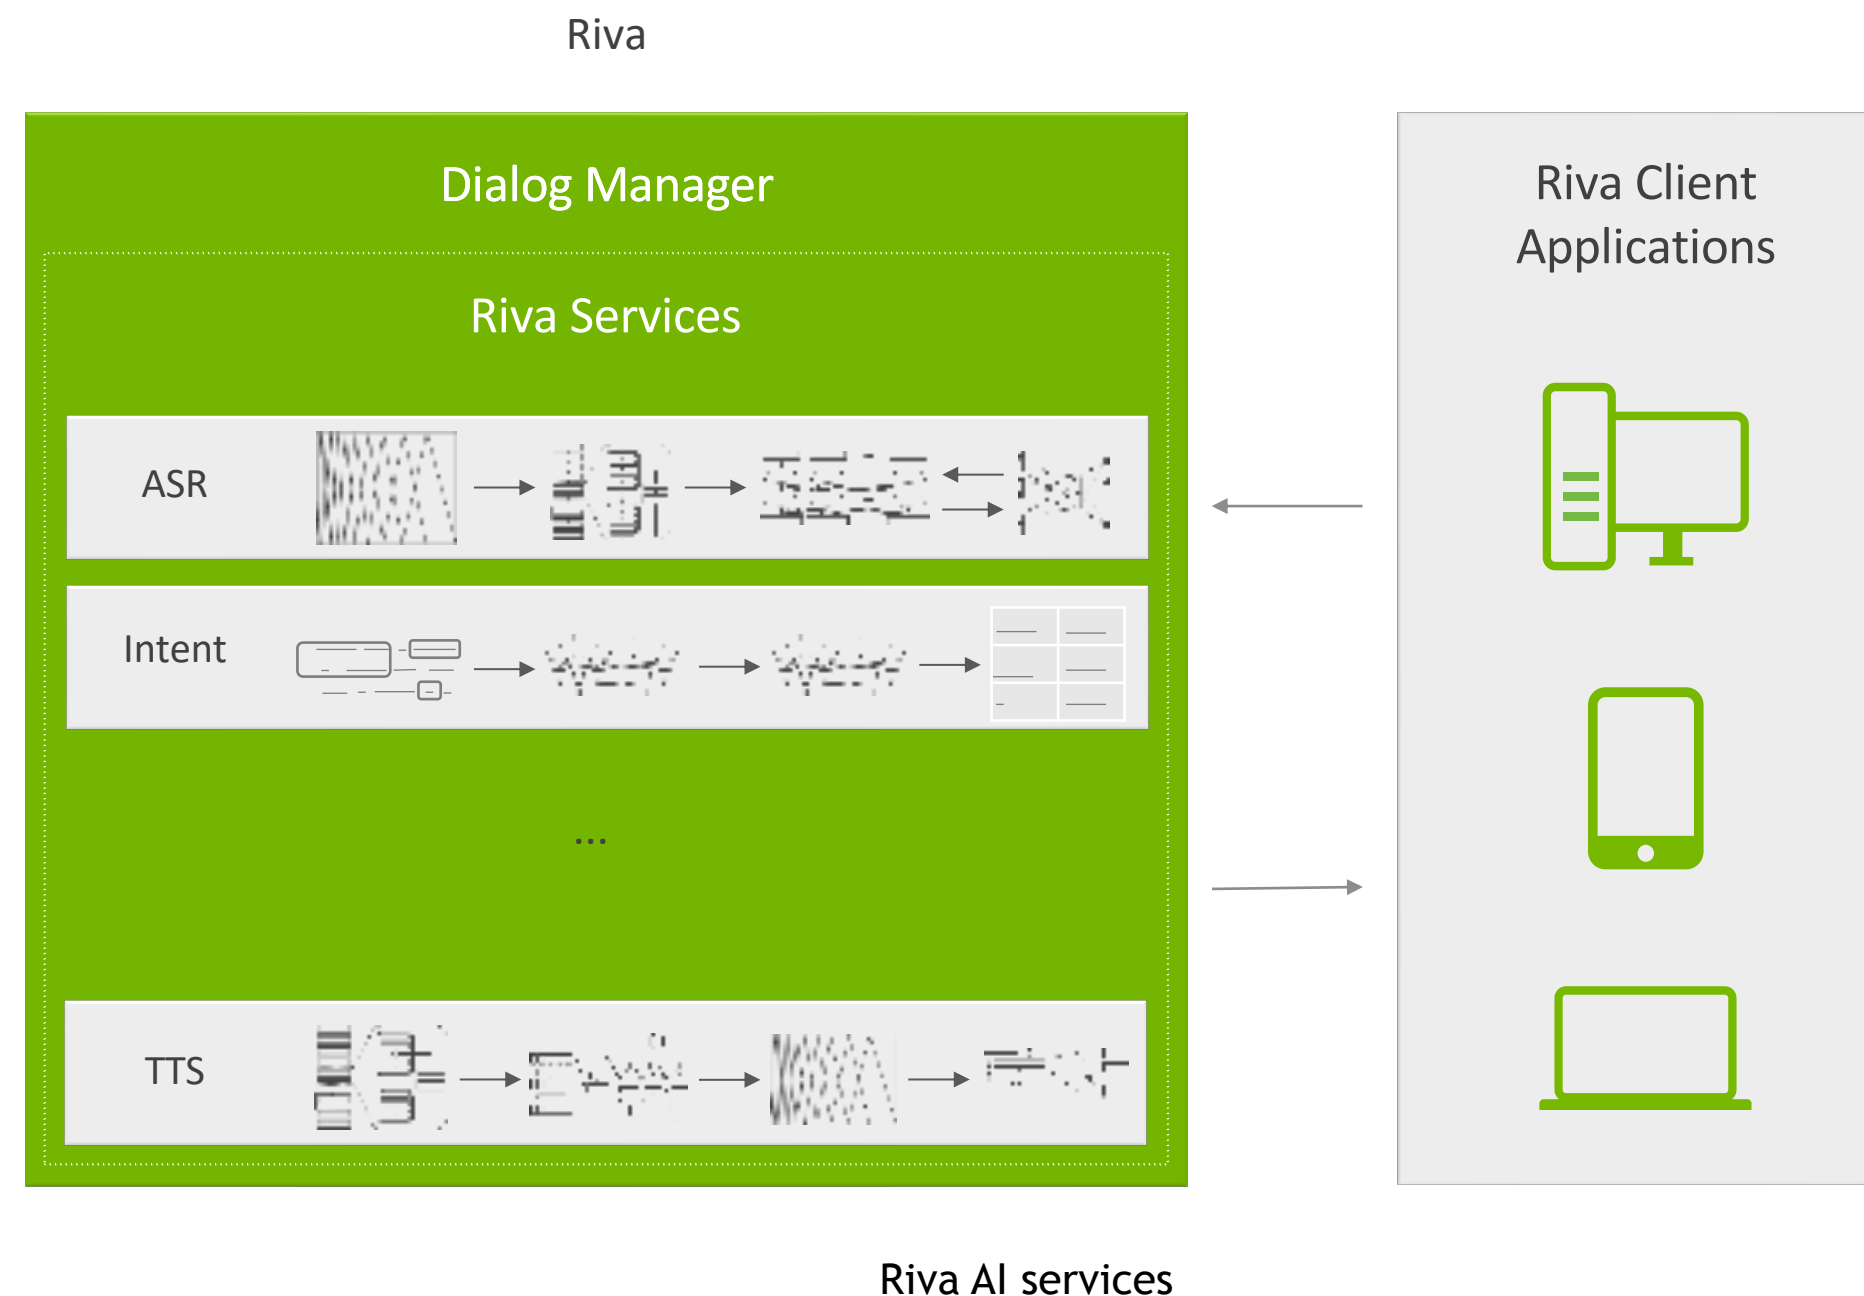 Riva
Dialog Manager
Riva Services
ASR
Intent
...
TTS
Riva Client
Applications
Riva AI services